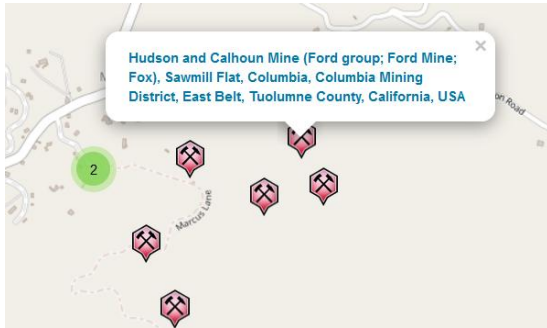 Hudson and Calhoun Mine (Ford group; Ford Mine;
Fox), Sawmill Flat, Columbia, Columbia Mining
District, East Belt, Tuolumne County, California, USA
×
Road
2
Marcus Lane